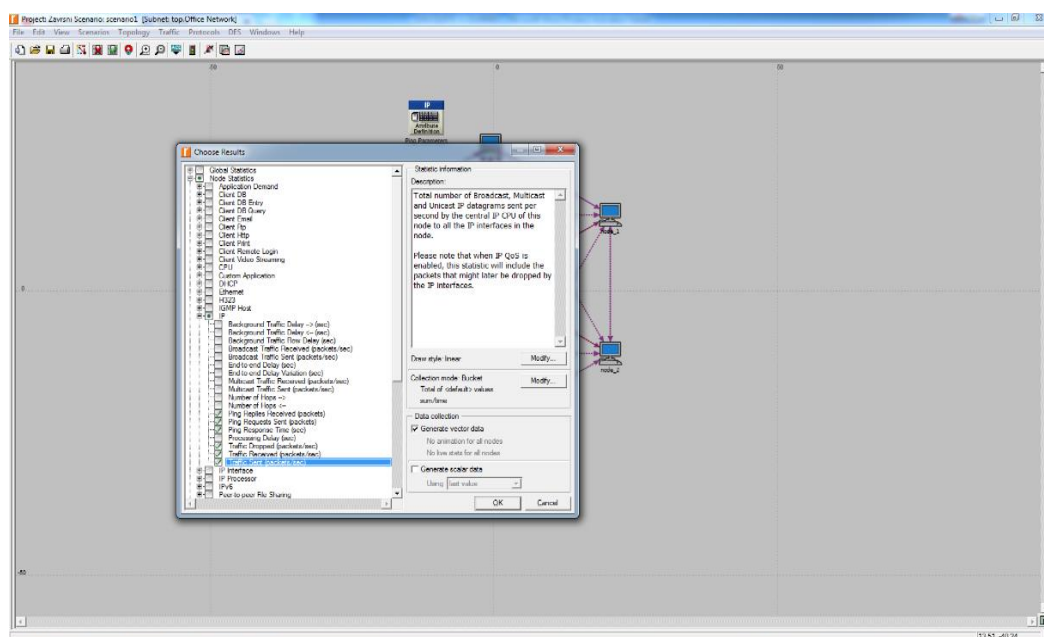 Project: Zavrsni Scenario: scenario1 [Subnet: top.Office Network]
File Edit View Scenarios Topology Traffic Protocols DES Windows Help
-50
0
50
IP
Attribute
Definition
Ping Parameters
Choose Results
Global Statistics
Node Statistics
Application Demand
Client DB
Client DB Entry
Client DB Query
Client Email
Client Ftp
Client Http
Client Print
Client Remote Login
Client Video Streaming
CPU
Custom Application
DHCP
Ethernet
H323
IGMP Host
IP
Background Traffic Delay --> (sec)
Background Traffic Delay <-- (sec)
Background Traffic Flow Delay (sec)
Broadcast Traffic Received (packets/sec)
Broadcast Traffic Sent (packets/sec)
End-to-end Delay (sec)
End-to-end Delay Variation (sec)
Multicast Traffic Received (packets/sec)
Multicast Traffic Sent (packets/sec)
Number of Hops -->
Number of Hops <--
Ping Replies Received (packets)
Ping Requests Sent (packets)
Ping Response Time (sec)
Processing Delay (sec)
Traffic Dropped (packets/sec)
Traffic Received (packets/sec)
Traffic Sent (packets/sec)
IP Interface
IP Processor
IPv6
Peer-to-peer File Sharing
Statistic information
Description:
Total number of Broadcast, Multicast
and Unicast IP datagrams sent per
second by the central IP CPU of this
node to all the IP interfaces in the
node.
Please note that when IP QoS is
enabled, this statistic will include the
packets that might later be dropped by
the IP interfaces.
Draw style: linear
Modify...
Collection mode: Bucket
Modify...
Total of <default> values
sum/time
Data collection
Generate vector data
No animation for all nodes
No live stats for all nodes
Generate scalar data
Using last value
OK
Cancel
node_1
node_2
0
-50